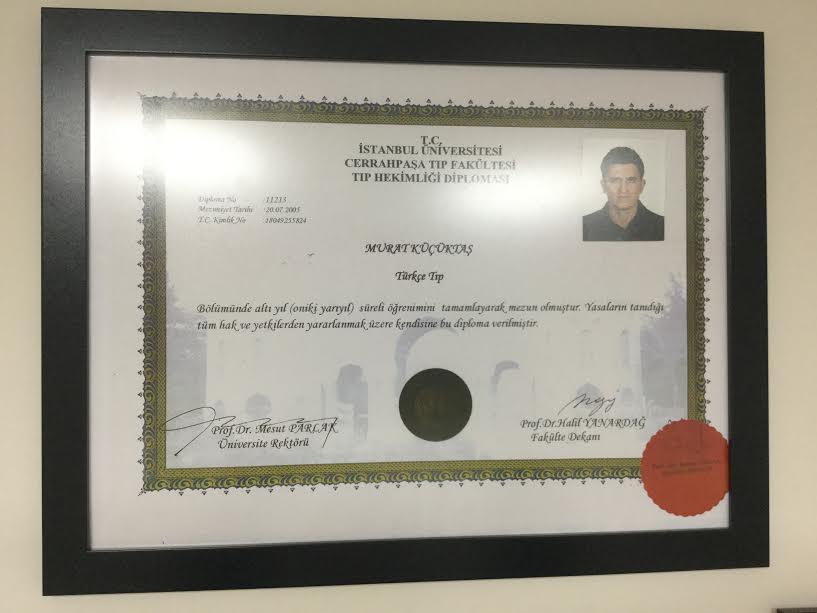 T.C.
İSTANBUL ÜNİVERSİTESİ
CERRAHPAŞA TIP FAKÜLTESİ
TIP HEKİMLİĞİ DİPLOMASI
Diploma No : 11213
Mezuniyet Tarihi : 20.07.2005
T.C. Kimlik No : 18049255824
MURAT KÜÇÜKTAŞ
Türkçe Tıp
Bölümünde altı yıl (oniki yarıyıl) süreli öğrenimini tamamlayarak mezun olmuştur. Yasaların tanıdığı
tüm hak ve yetkilerden yararlanmak üzere kendisine bu diploma verilmiştir.
Prof.Dr. Mesut PARLAK
Üniversite Rektörü
Prof.Dr.Halil YANARDAĞ
Fakülte Dekanı